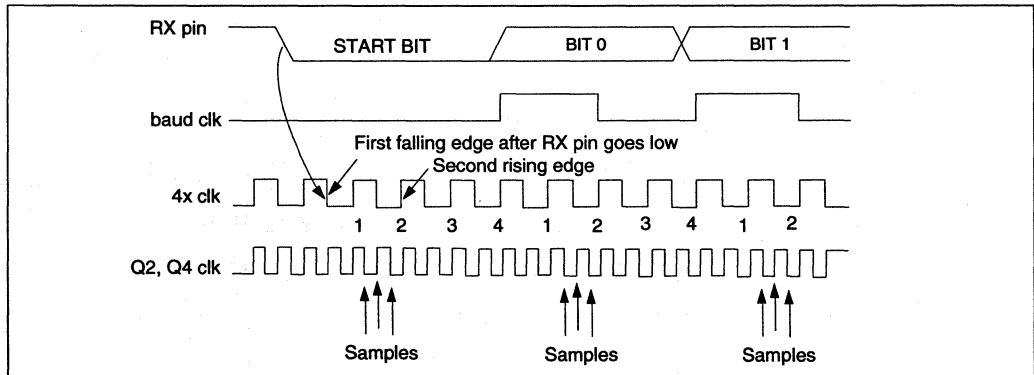 RX pin
START BIT
BIT 0
BIT 1
baud clk
First falling edge after RX pin goes low
Second rising edge
4x clk
1 2 3 4 1 2 3 4 1 2
Q2, Q4 clk
Samples Samples Samples